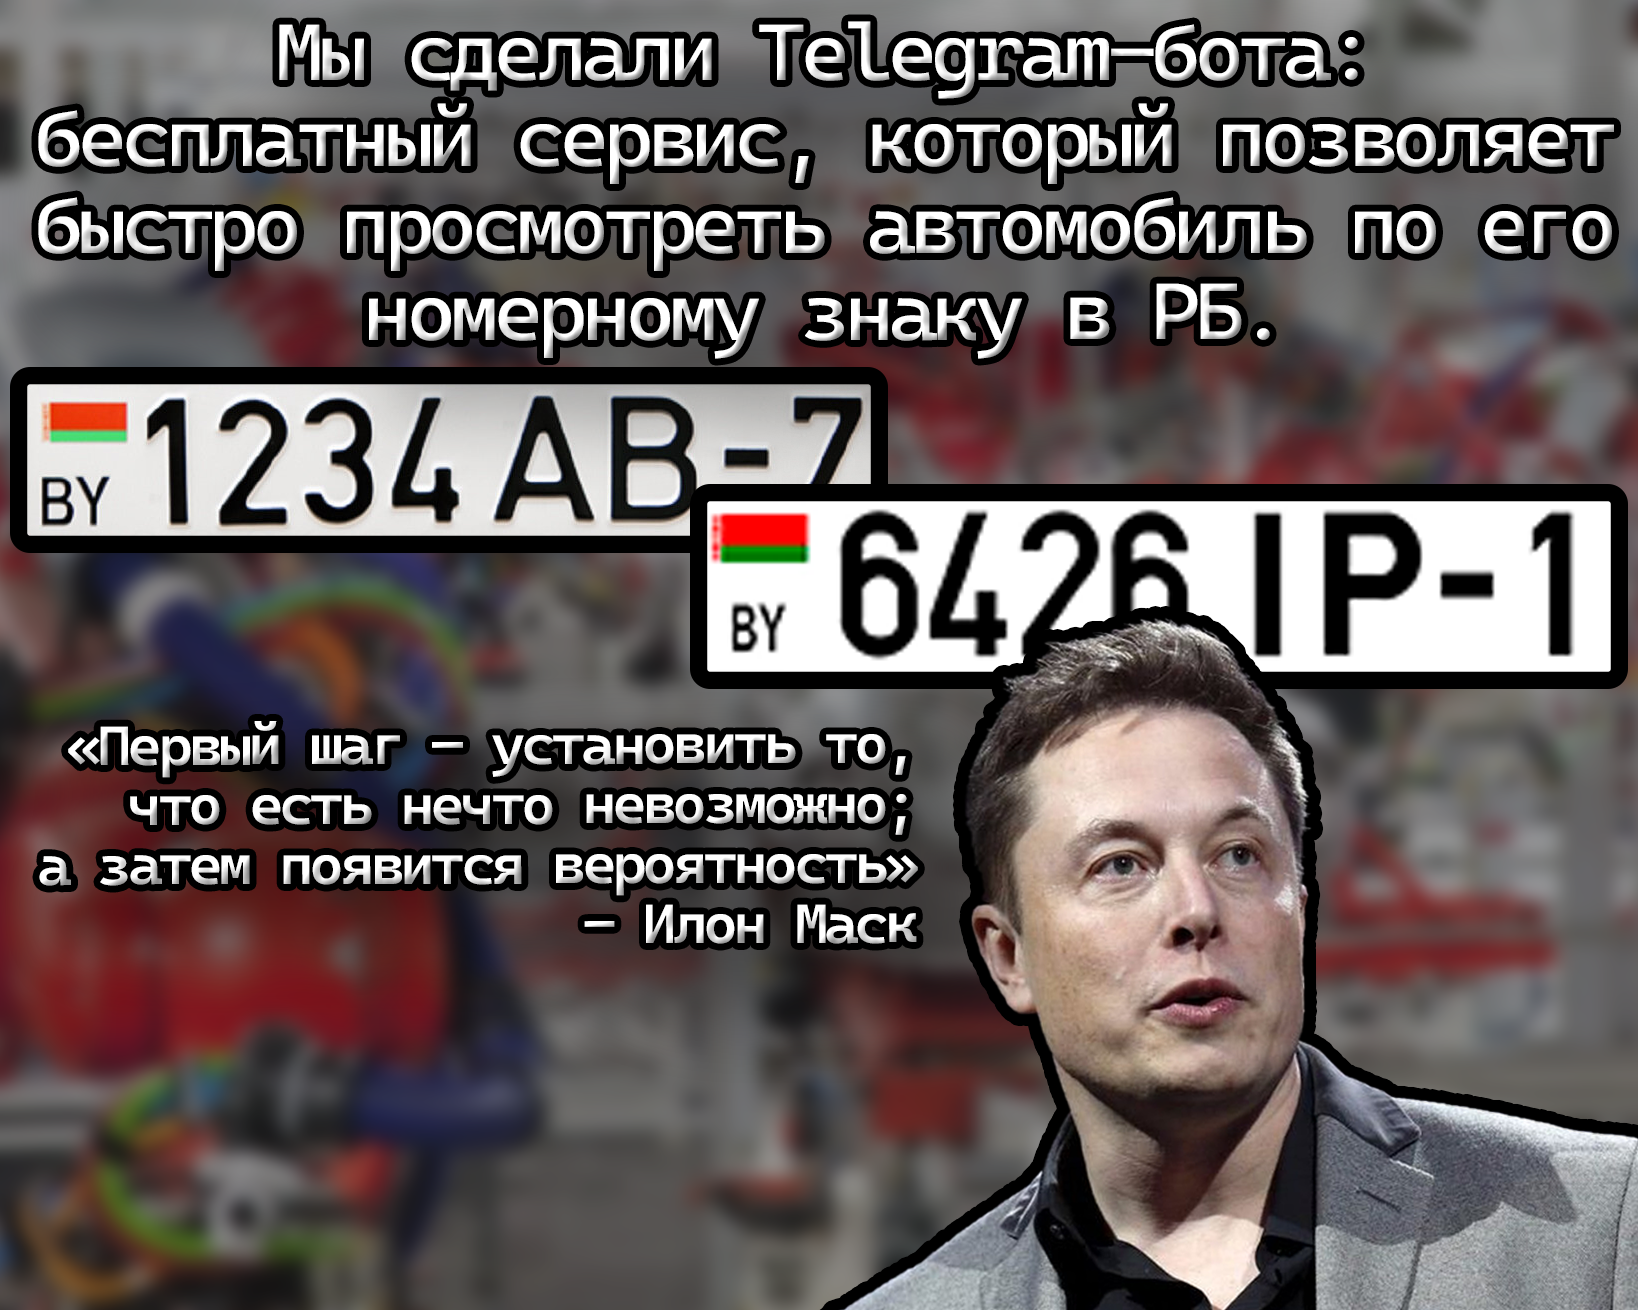 Мы сделали Telegram-бота:
бесплатный сервис, который позволяет
быстро просмотреть автомобиль по его
номерному знаку в РБ.
BY 1234 AB-7
BY 6426 IP-1
«Первый шаг – установить то,
что есть нечто невозможно;
а затем появится вероятность»
– Илон Маск